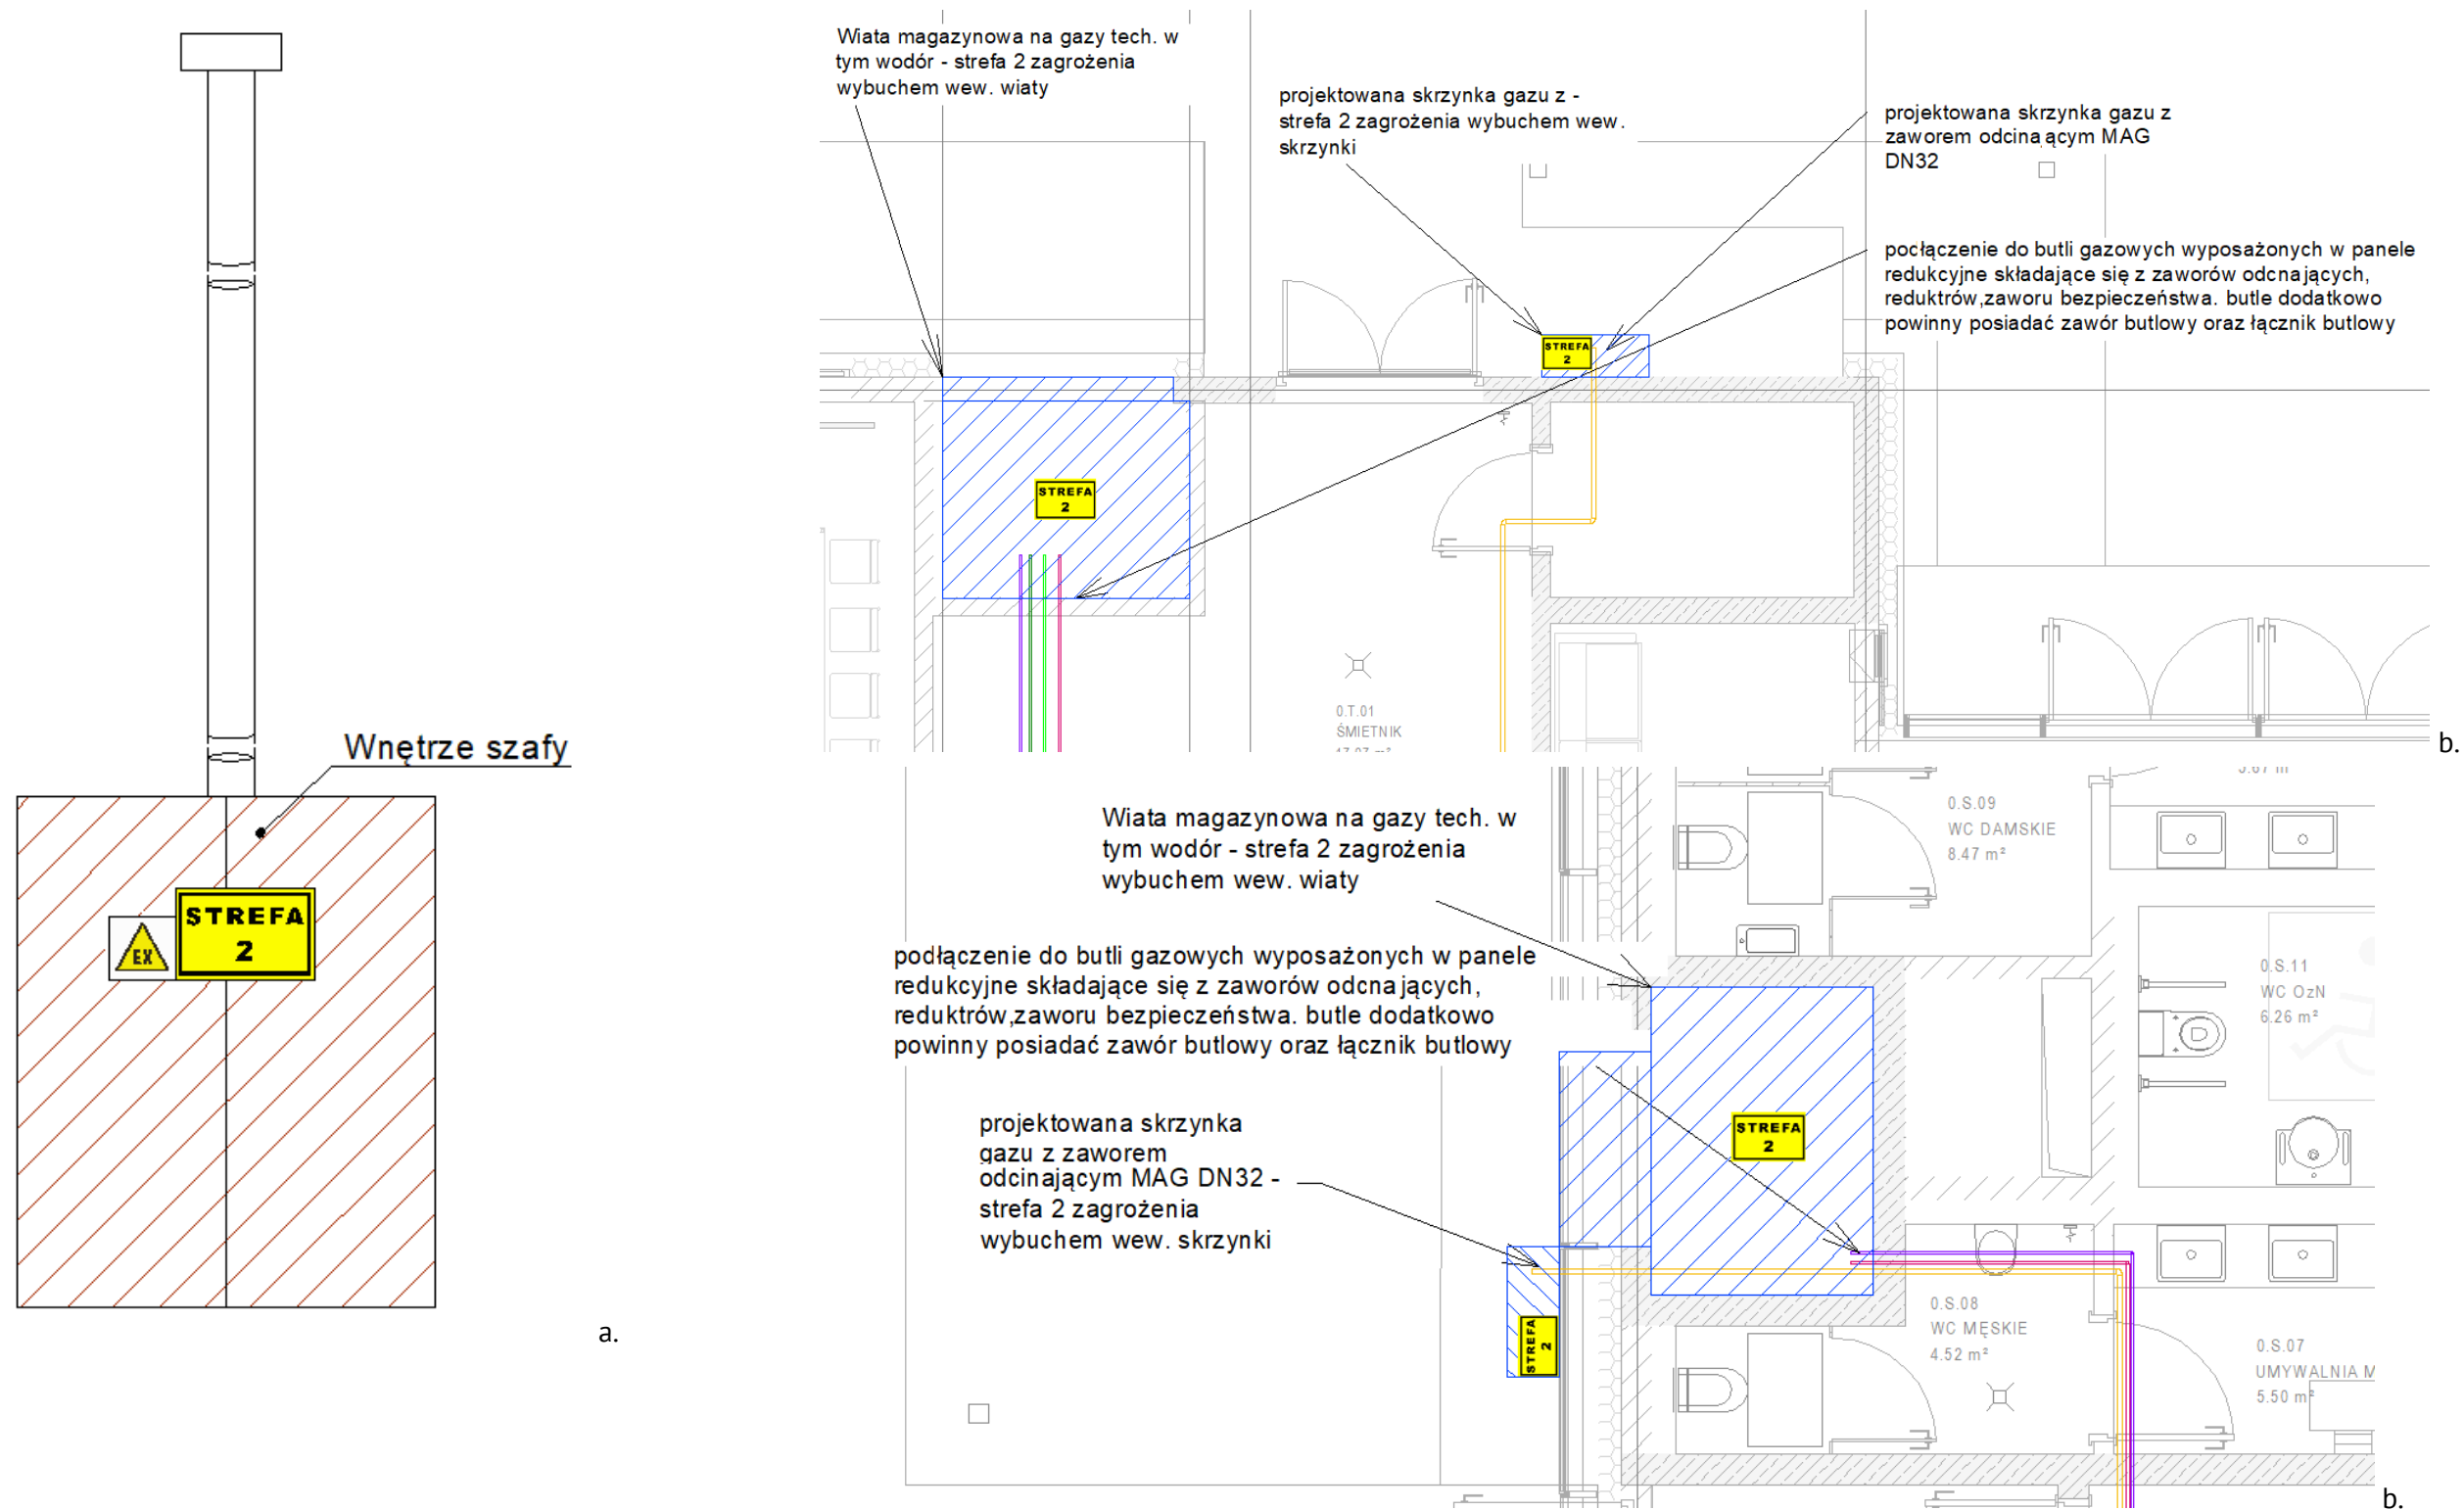 Wnętrze szafy
EX
STREFA
2
a.
Wiata magazynowa na gazy tech. w
tym wodór - strefa 2 zagrożenia
wybuchem wew. wiaty
projektowana skrzynka gazu z -
strefa 2 zagrożenia wybuchem wew.
skrzynki
projektowana skrzynka gazu z
zaworem odcinającym MAG
DN32
podłączenie do butli gazowych wyposażonych w panele
redukcyjne składające się z zaworów odcnających,
reduktrów,zaworu bezpieczeństwa. butle dodatkowo
powinny posiadać zawór butlowy oraz łącznik butlowy
STREFA
2
STREFA
2
0.T.01
ŚMIETNIK
b.
Wiata magazynowa na gazy tech. w
tym wodór - strefa 2 zagrożenia
wybuchem wew. wiaty
podłączenie do butli gazowych wyposażonych w panele
redukcyjne składające się z zaworów odcnających,
reduktrów,zaworu bezpieczeństwa. butle dodatkowo
powinny posiadać zawór butlowy oraz łącznik butlowy
projektowana skrzynka
gazu z zaworem
odcinającym MAG DN32 -
strefa 2 zagrożenia
wybuchem wew. skrzynki
STREFA
2
STREFA
2
0.S.09
WC DAMSKIE
8.47 m²
0.S.11
WC OzN
6.26 m²
0.S.08
WC MĘSKIE
4.52 m²
0.S.07
UMYWALNIA M
5.50 m²
b.